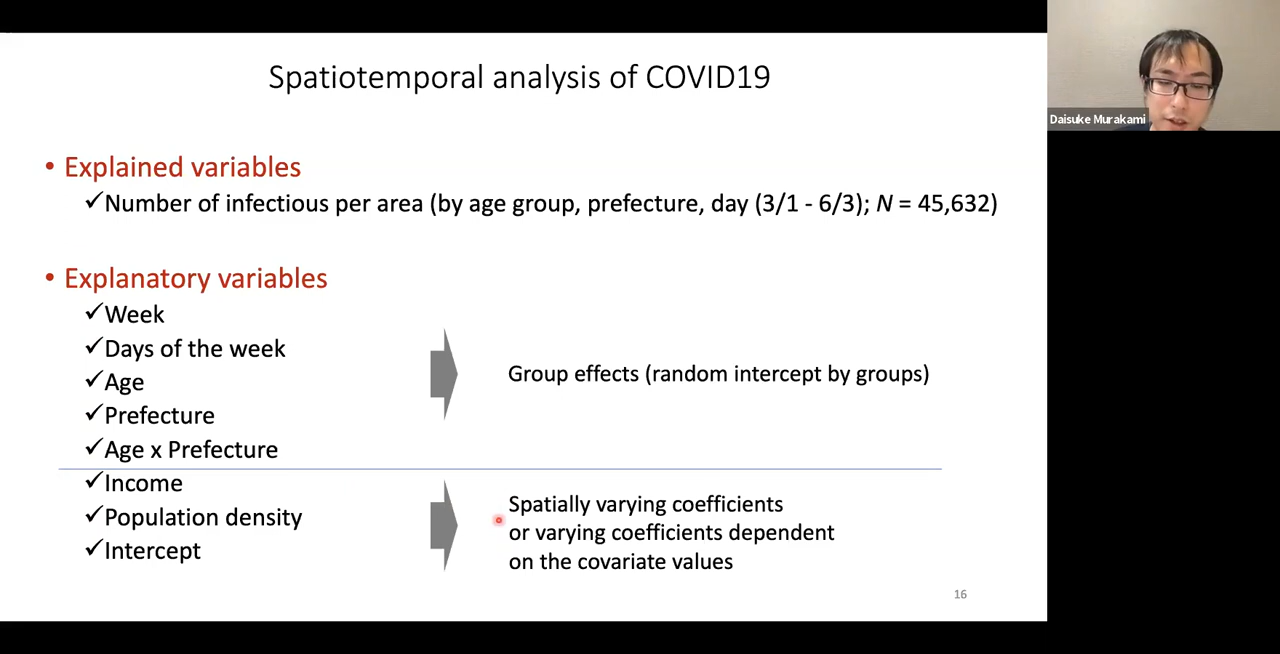 Spatiotemporal analysis of COVID19
Daisuke Murakami
• Explained variables
✓Number of infectious per area (by age group, prefecture, day (3/1 - 6/3); N = 45,632)
• Explanatory variables
✓Week
✓Days of the week
✓Age
✓Prefecture
✓Age x Prefecture
Group effects (random intercept by groups)
✓Income
✓Population density
✓Intercept
Spatially varying coefficients
or varying coefficients dependent
on the covariate values
16